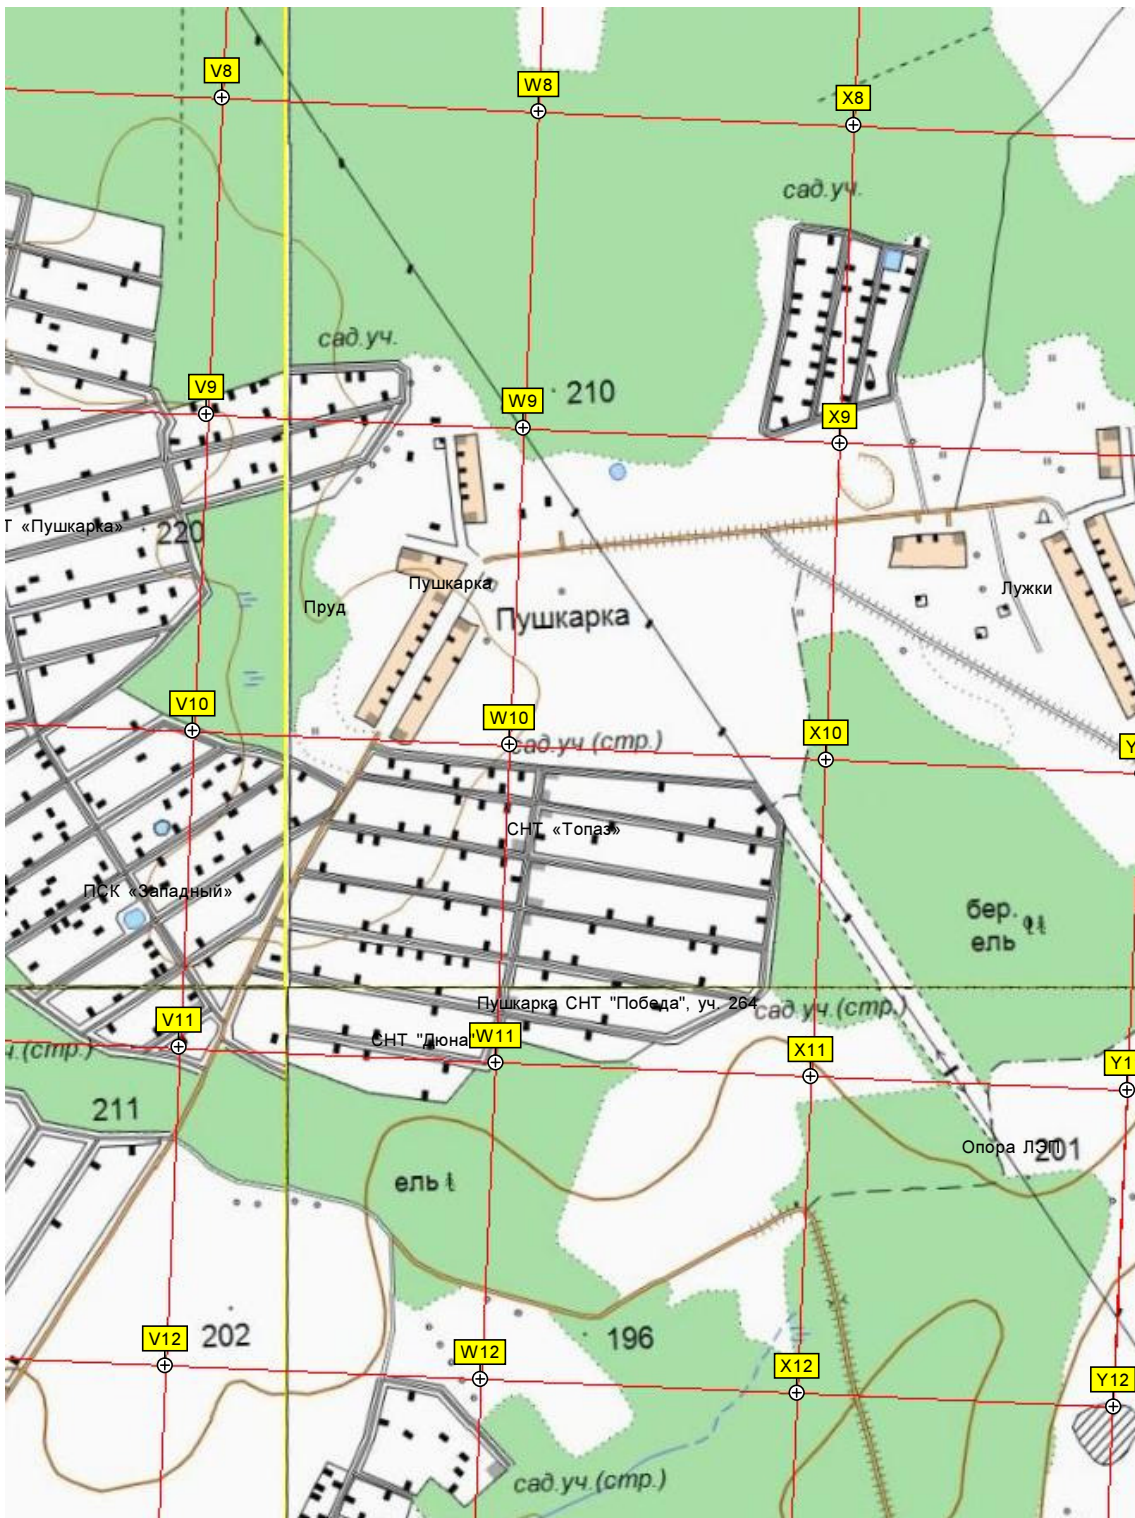 V8
W8
X8
сад.уч.
сад.уч.
V9
W9
210
X9
Т «Пушкарка»
220
Пруд
Пушкарка
Пушкарка
Лужки
V10
W10
X10
Y
сад.уч.(стр.)
СНТ «Топаз»
ПСК «Западный»
бер.
ель
Пушкарка СНТ "Победа", уч. 264
сад.уч.(стр.)
V11
W11
X11
Y1
ч.(стр.)
СНТ "Дюна"
211
Опора ЛЭП
201
ель
V12
202
W12
196
X12
Y12
сад.уч.(стр.)